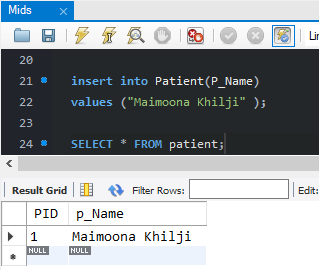 Mids
Lin
20
21 insert into Patient(P_Name)
22 values ("Maimoona Khilji" );
23
24 SELECT * FROM patient;
Result Grid Filter Rows: Edit:
PID p_Name
1 Maimoona Khilji
NULL NULL